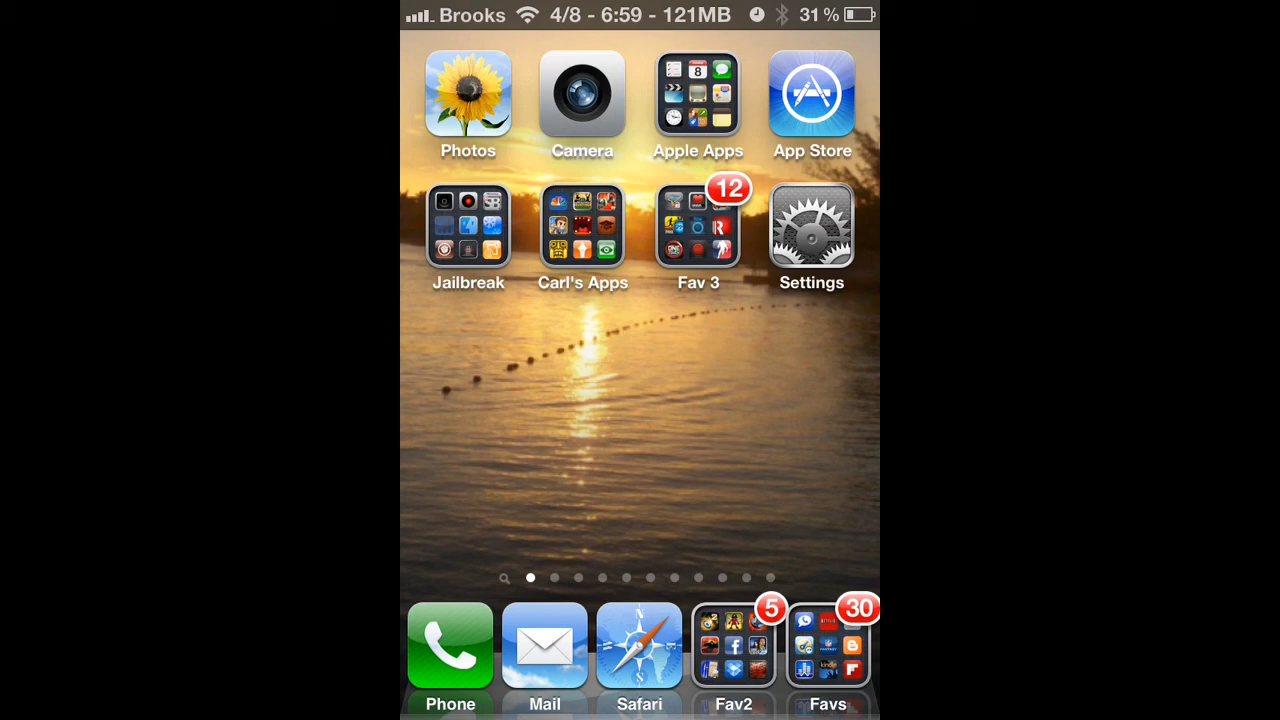 Brooks 4/8 - 6:59 - 121MB 31 %
Photos Camera Apple Apps App Store
8
12
Jailbreak Carl's Apps Fav 3 Settings
5 30
Phone Mail Safari Fav2 Favs